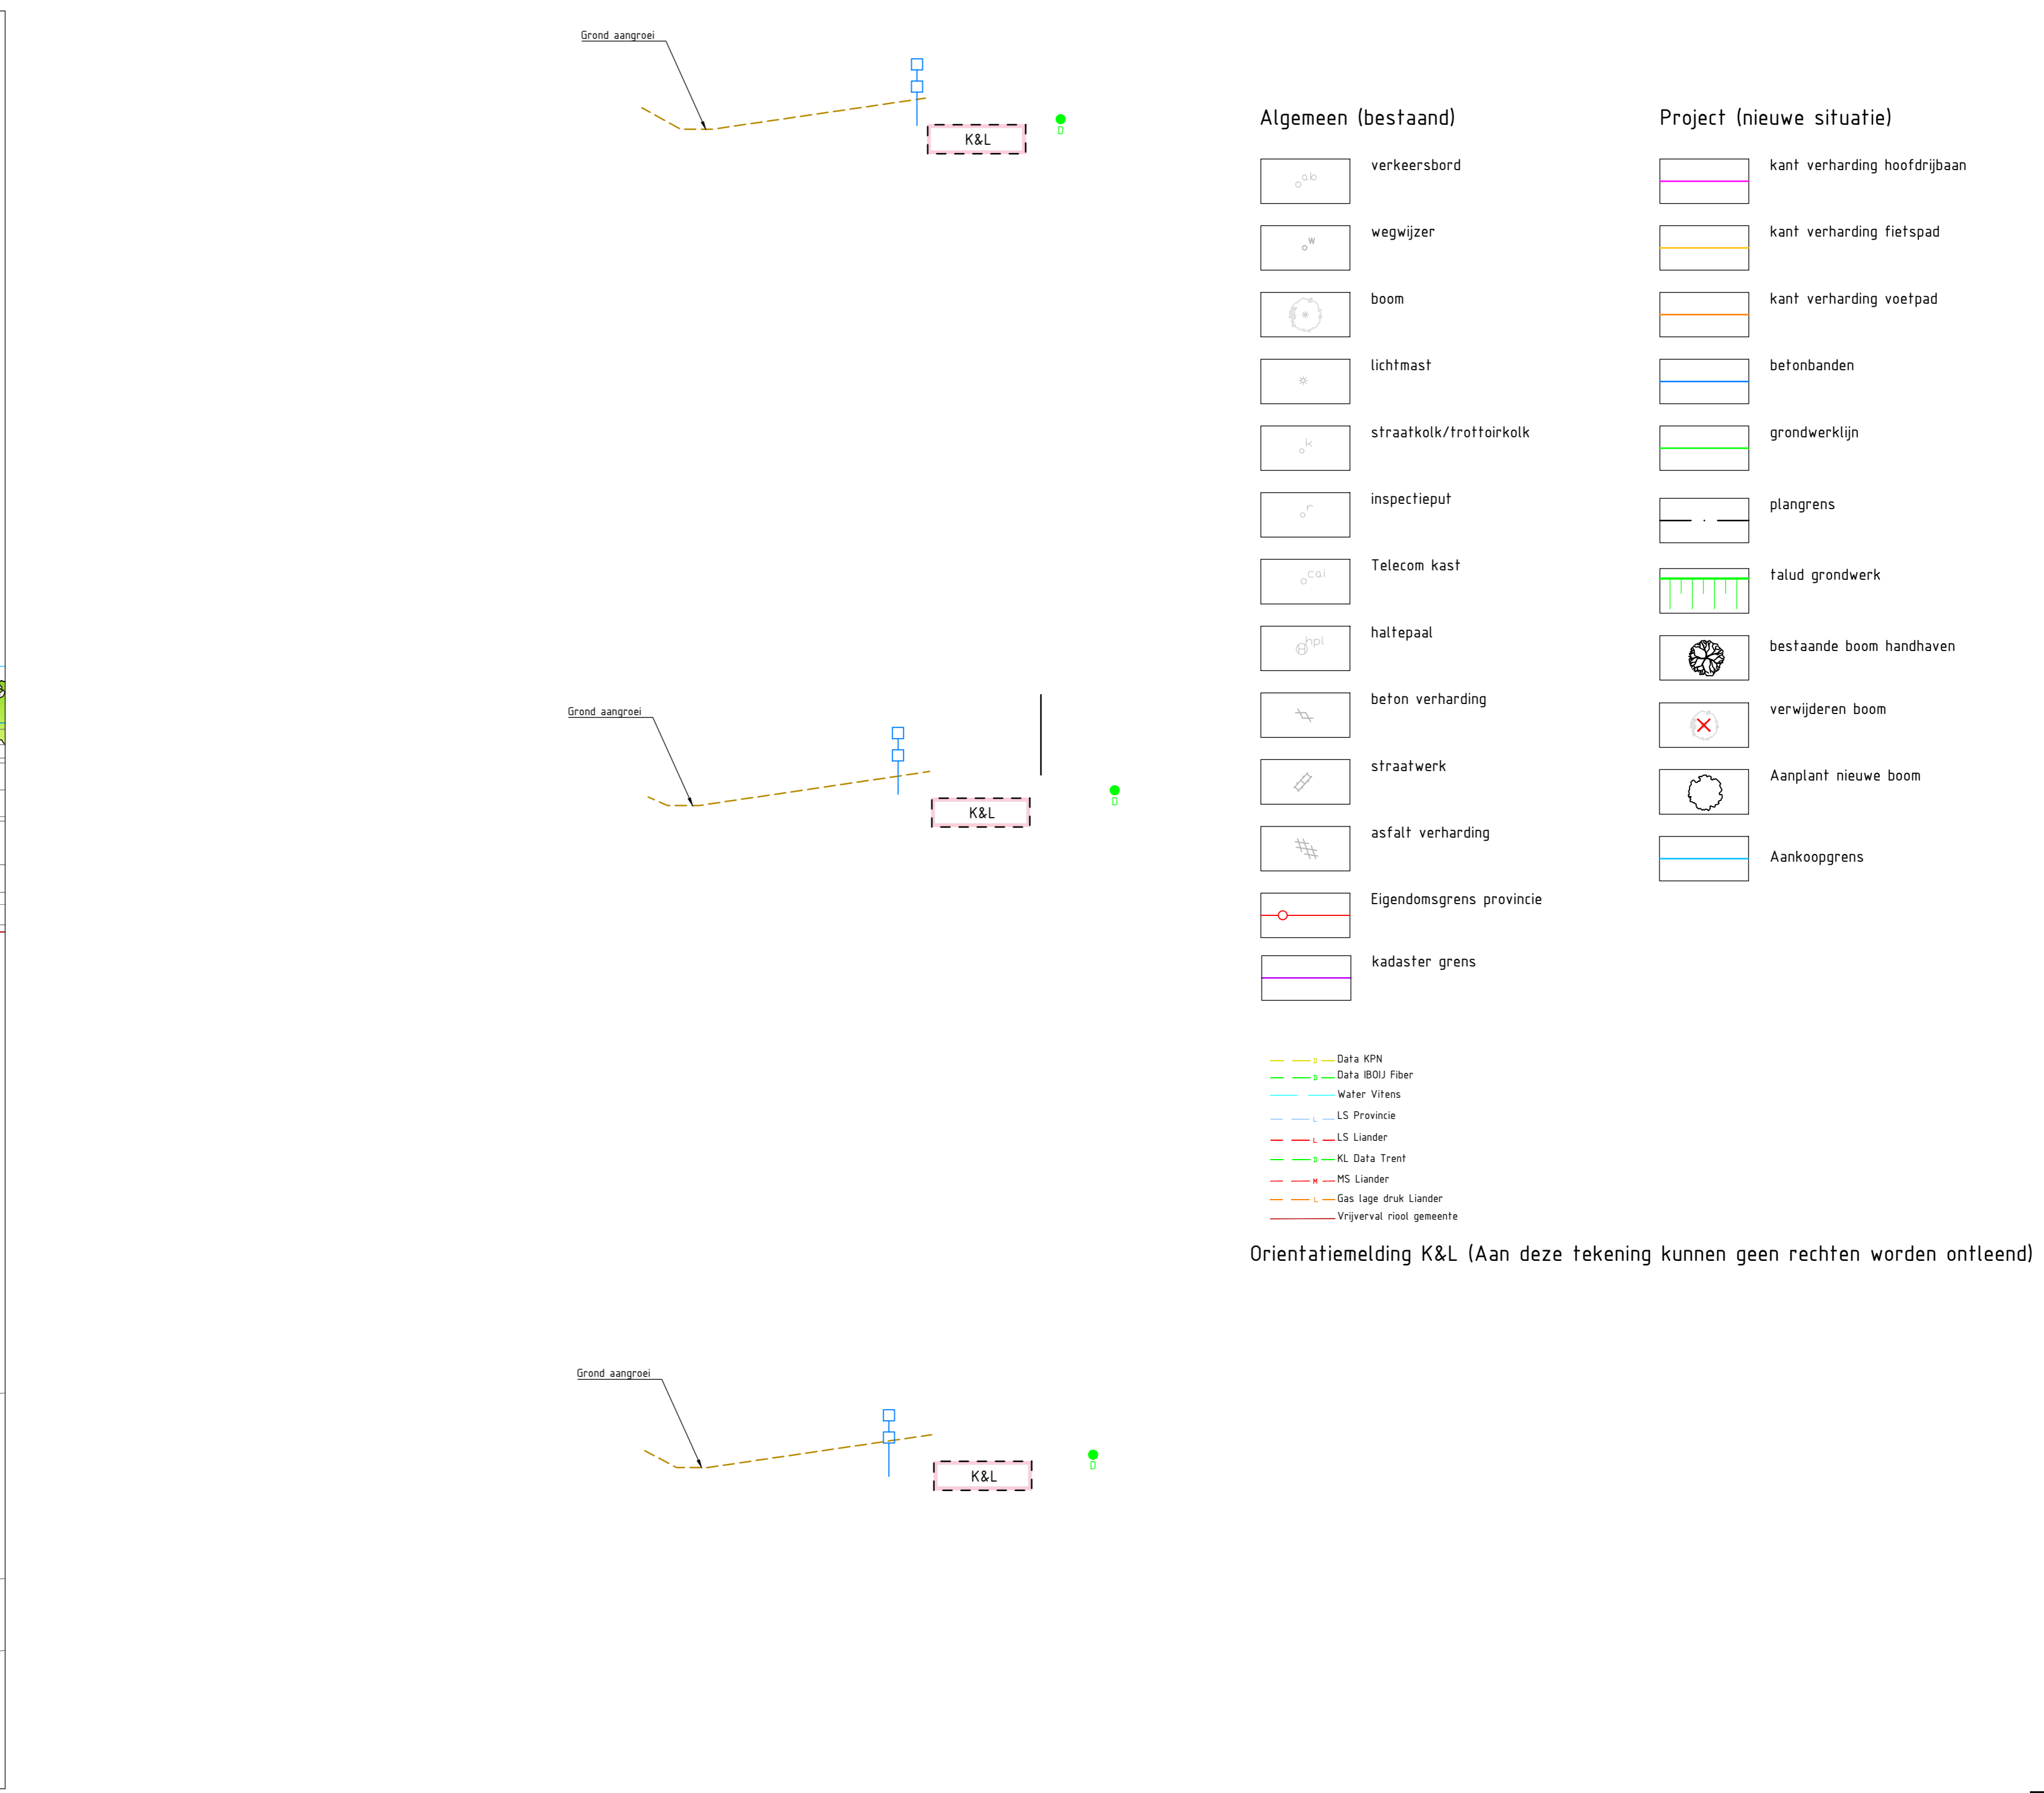 Grond aangroei
K&L
D
Grond aangroei
K&L
D
Grond aangroei
K&L
D
Algemeen (bestaand)
ab
verkeersbord
w
wegwijzer
boom
lichtmast
k
straatkolk/trottoirkolk
r
inspectieput
cai
Telecom kast
H hpl
haltepaal
beton verharding
straatwerk
asfalt verharding
Eigendomsgrens provincie
kadaster grens
Project (nieuwe situatie)
kant verharding hoofdrijbaan
kant verharding fietspad
kant verharding voetpad
betonbanden
grondwerklijn
plangrens
talud grondwerk
bestaande boom handhaven
verwijderen boom
Aanplant nieuwe boom
Aankoopgrens
D Data KPN
D Data IBOIJ Fiber
Water Vitens
L LS Provincie
L LS Liander
D KL Data Trent
M MS Liander
L Gas lage druk Liander
Vrijverval riool gemeente
Orientatiemelding K&L (Aan deze tekening kunnen geen rechten worden ontleend)